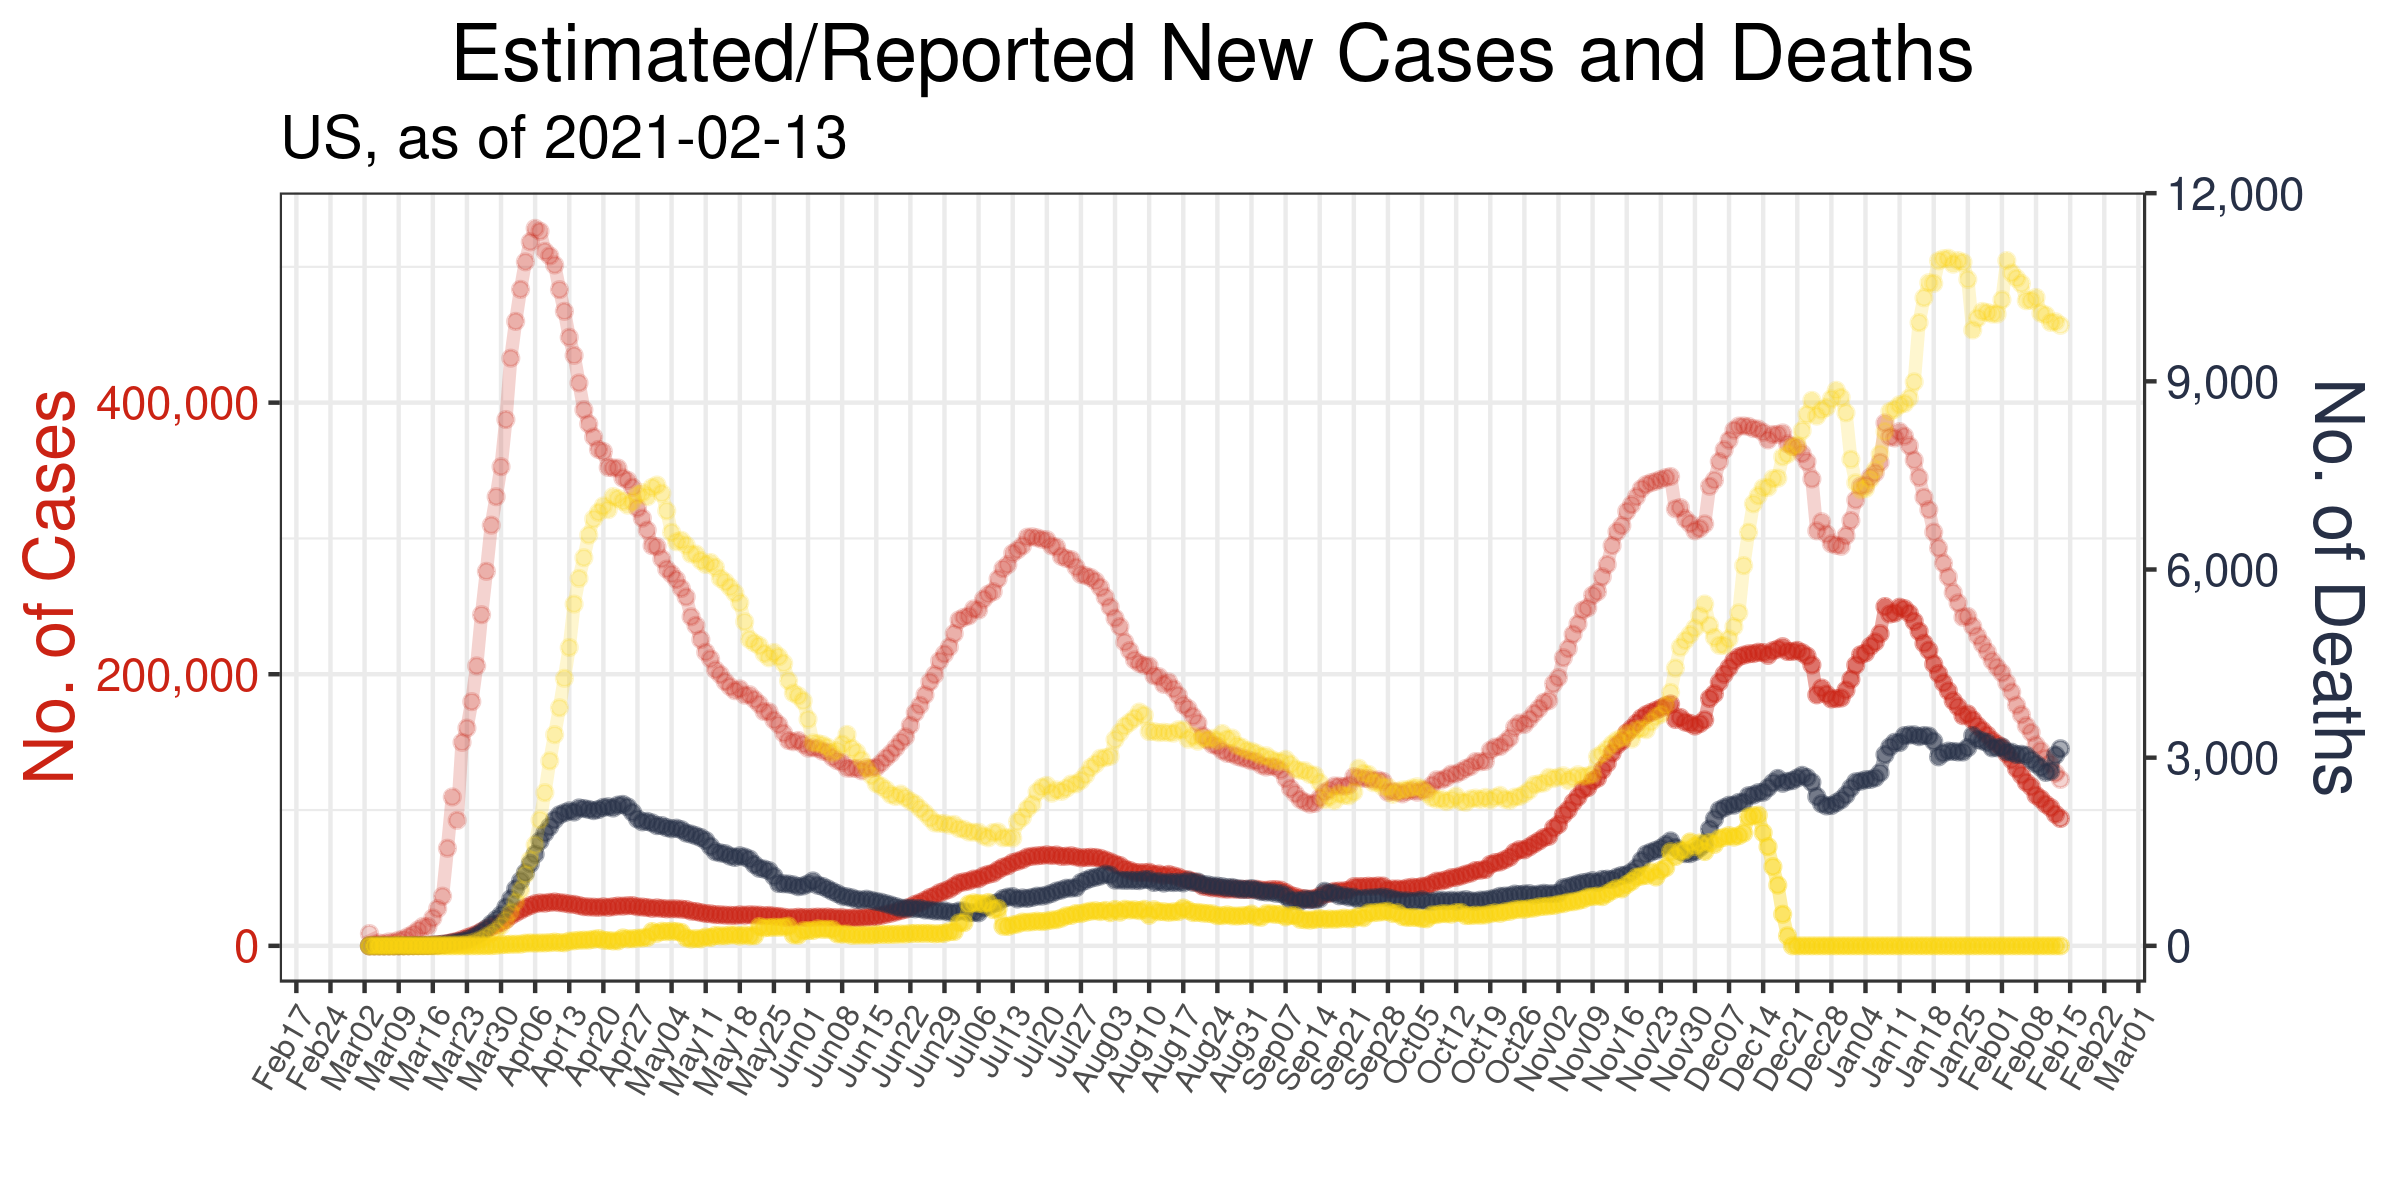 Estimated/Reported New Cases and Deaths
US, as of 2021-02-13
No. of Cases
400,000
200,000
0
12,000
9,000
6,000
3,000
0
No. of Deaths
Feb17
Feb24
Mar02
Mar09
Mar16
Mar23
Mar30
Apr06
Apr13
Apr20
Apr27
May04
May11
May18
May25
Jun01
Jun08
Jun15
Jun22
Jun29
Jul06
Jul13
Jul20
Jul27
Aug03
Aug10
Aug17
Aug24
Aug31
Sep07
Sep14
Sep21
Sep28
Oct05
Oct12
Oct19
Oct26
Nov02
Nov09
Nov16
Nov23
Nov30
Dec07
Dec14
Dec21
Dec28
Jan04
Jan11
Jan18
Jan25
Feb01
Feb08
Feb15
Feb22
Mar01